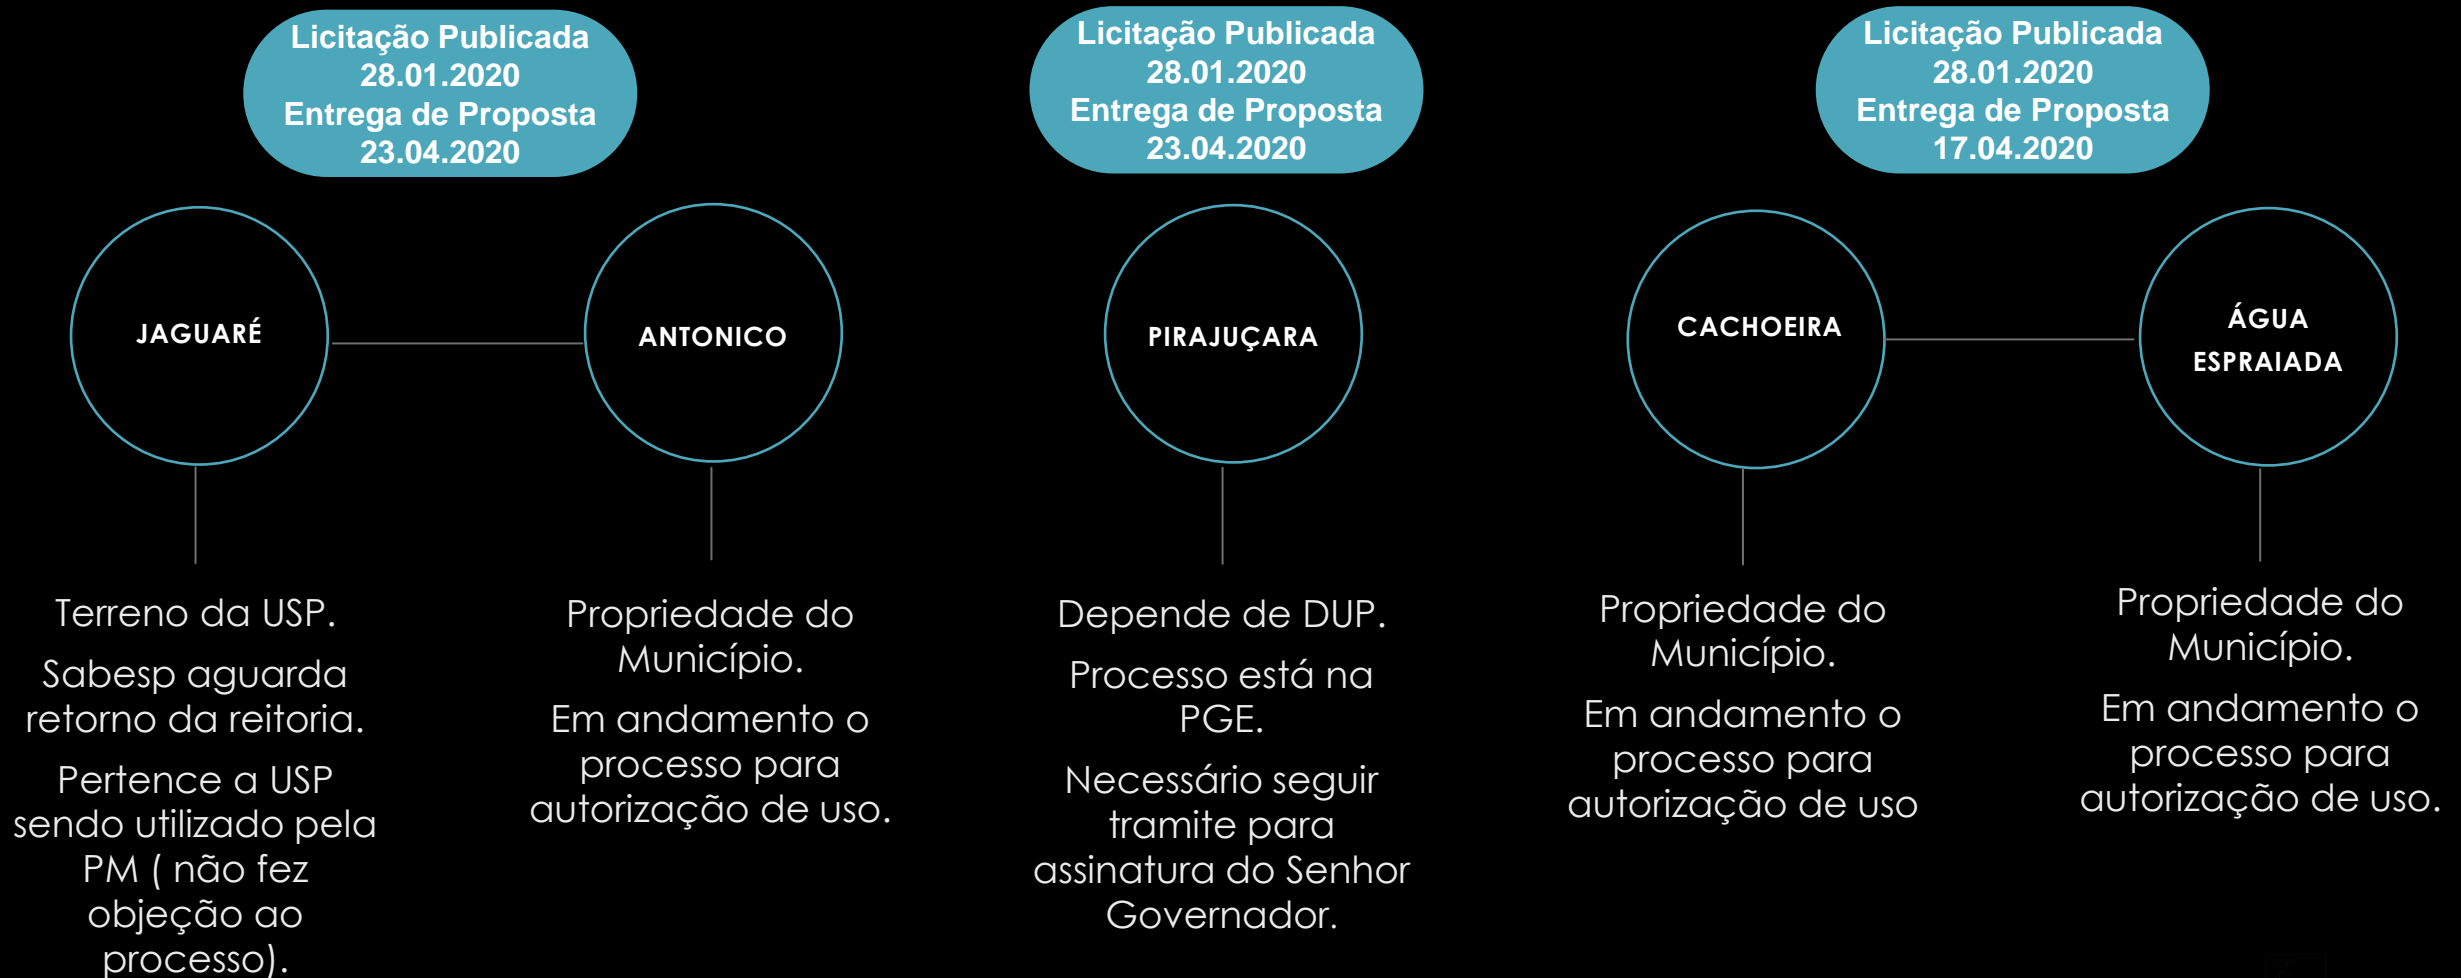 Licitação Publicada
28.01.2020
Entrega de Proposta
23.04.2020
Licitação Publicada
28.01.2020
Entrega de Proposta
23.04.2020
Licitação Publicada
28.01.2020
Entrega de Proposta
17.04.2020
JAGUARÉ
ANTONICO
PIRAJUÇARA
CACHOEIRA
ÁGUA
ESPRAIADA
Terreno da USP.
Sabesp aguarda
retorno da reitoria.
Pertence a USP
sendo utilizado pela
PM ( não fez
objeção ao
processo).
Propriedade do
Município.
Em andamento o
processo para
autorização de uso.
Depende de DUP.
Processo está na
PGE.
Necessário seguir
tramite para
assinatura do Senhor
Governador.
Propriedade do
Município.
Em andamento o
processo para
autorização de uso
Propriedade do
Município.
Em andamento o
processo para
autorização de uso.